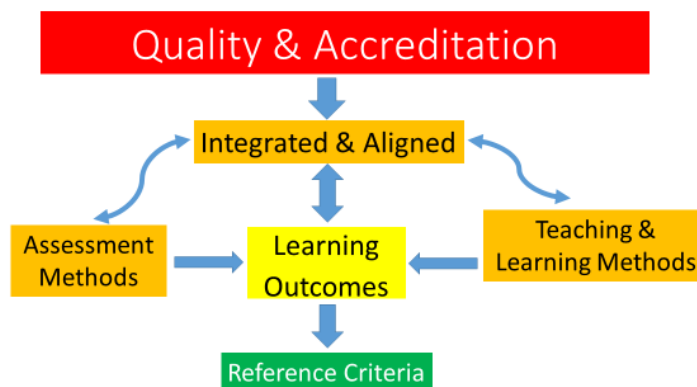 Quality & Accreditation
Integrated & Aligned
Assessment
Methods
Learning
Outcomes
Teaching &
Learning Methods
Reference Criteria